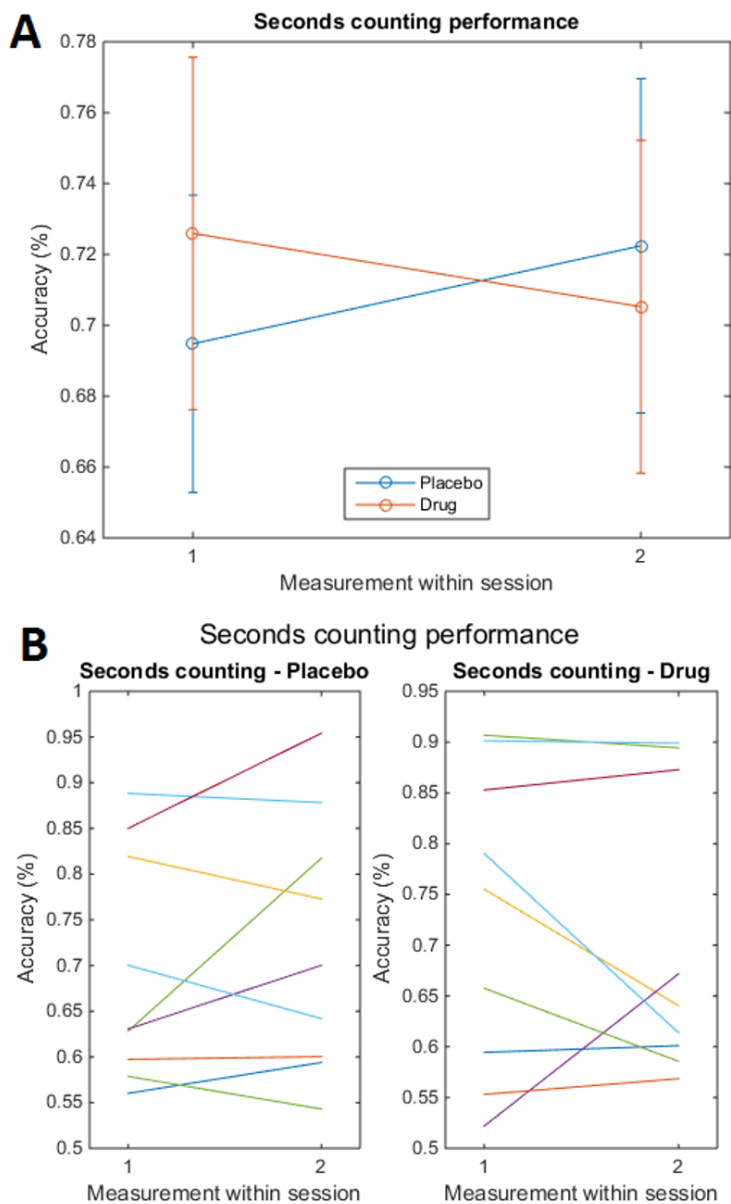 A
Seconds counting performance
0.78
0.76
0.74
0.72
0.7
0.68
0.66
0.64
Accuracy (%)
Placebo
Drug
1
2
Measurement within session
B
Seconds counting performance
Seconds counting - Placebo
1
0.95
0.9
0.85
0.8
0.75
0.7
0.65
0.6
0.55
0.5
Accuracy (%)
1
2
Measurement within session
Seconds counting - Drug
0.95
0.9
0.85
0.8
0.75
0.7
0.65
0.6
0.55
0.5
Accuracy (%)
1
2
Measurement within session